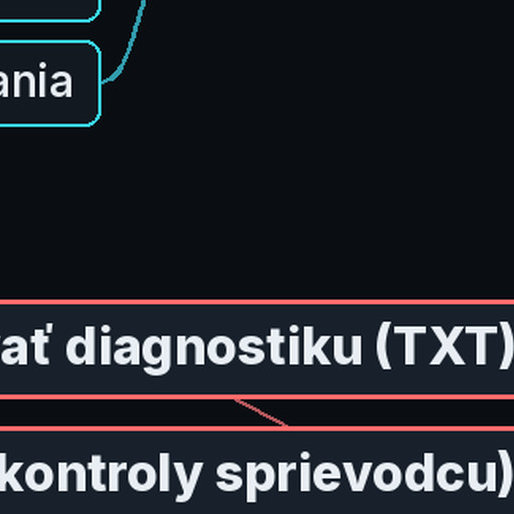 ania
ať diagnostiku (TXT)
kontroly sprievodcu)